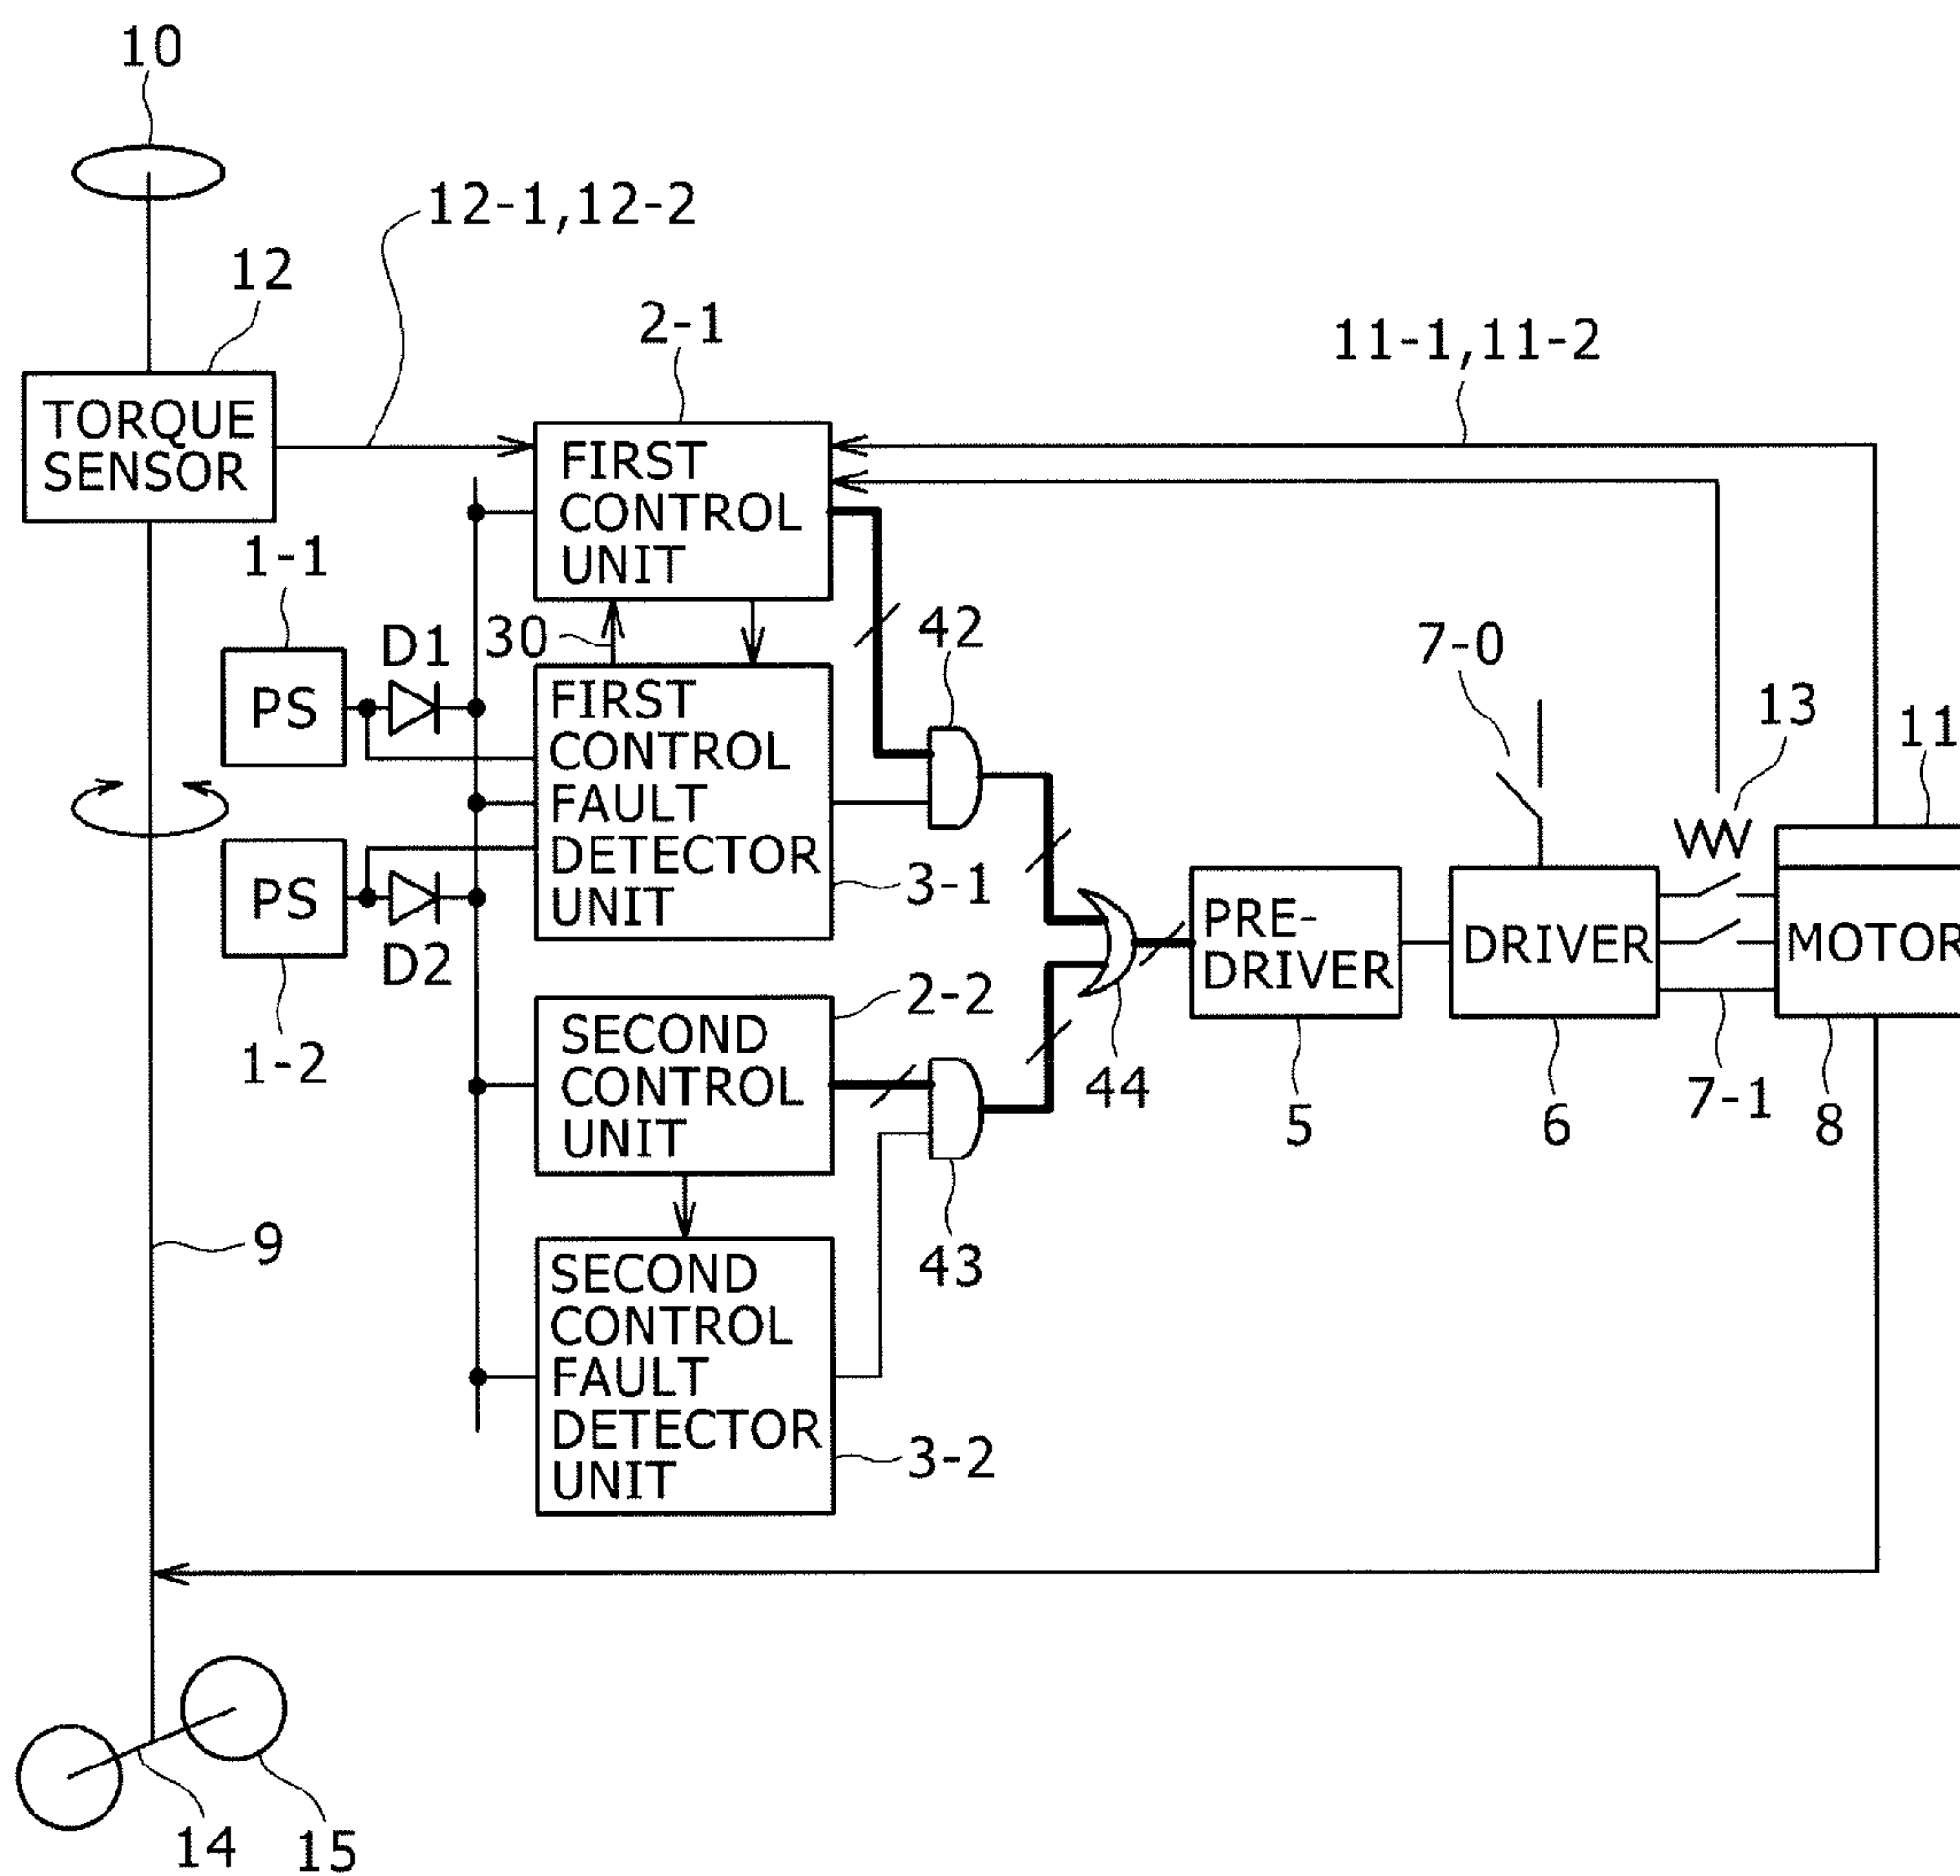 10
12-1,12-2
12
2-1
11-1,11-2
TORQUE
SENSOR
FIRST
CONTROL
UNIT
1-1
30
D1
42
7-0
13
11
PS
FIRST
CONTROL
FAULT
DETECTOR
UNIT
3-1
PS
D2
1-2
PRE-
DRIVER
DRIVER
MOTOR
2-2
SECOND
CONTROL
UNIT
44
5
6
7-1
8
9
43
SECOND
CONTROL
FAULT
DETECTOR
UNIT
3-2
14
15